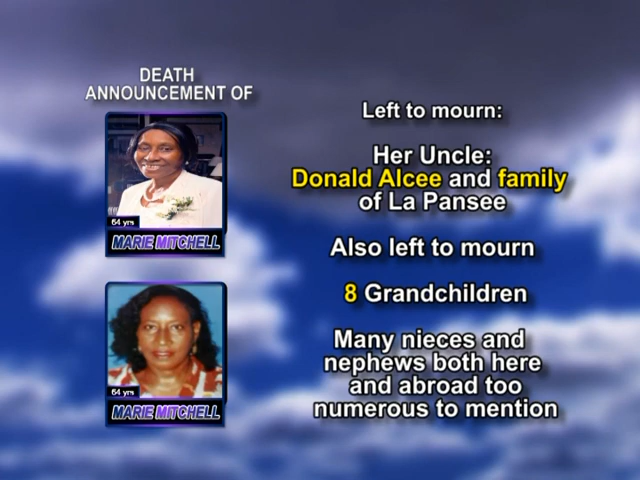 DEATH
ANNOUNCEMENT OF
64 yrs
MARIE MITCHELL
64 yrs
MARIE MITCHELL
Left to mourn:
Her Uncle:
Donald Alcee and family
of La Pansee
Also left to mourn
8 Grandchildren
Many nieces and
nephews both here
and abroad too
numerous to mention